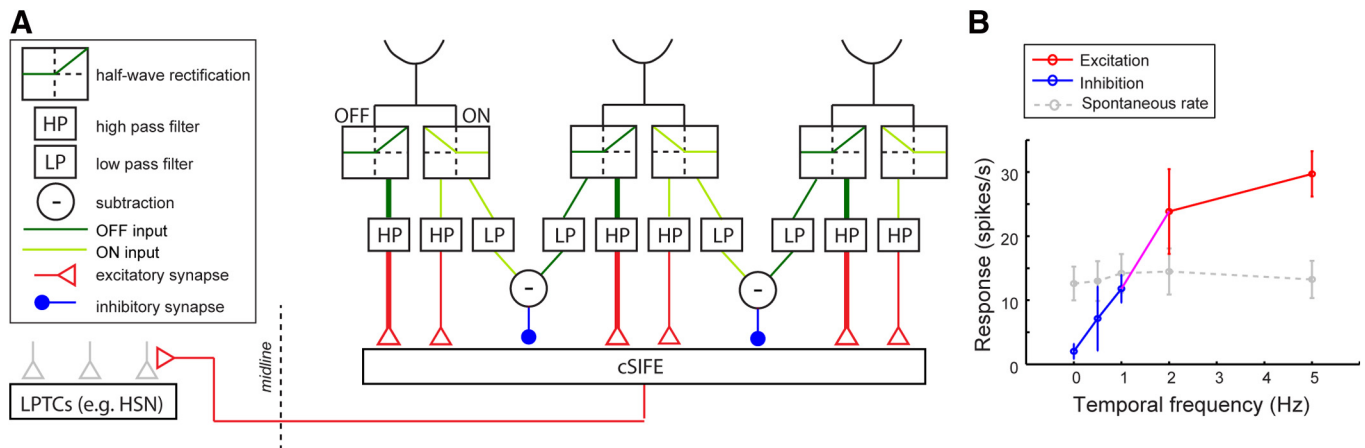 A
half-wave rectification
HP
high pass filter
LP
low pass filter
-
subtraction
OFF input
ON input
excitatory synapse
inhibitory synapse
OFF
ON
HP
HP
LP
LP
HP
HP
LP
LP
HP
HP
-
-
cSIFE
midline
LPTCs (e.g. HSN)
B
Excitation
Inhibition
Spontaneous rate
Response (spikes/s)
30
20
10
0
0
1
2
3
4
5
Temporal frequency (Hz)